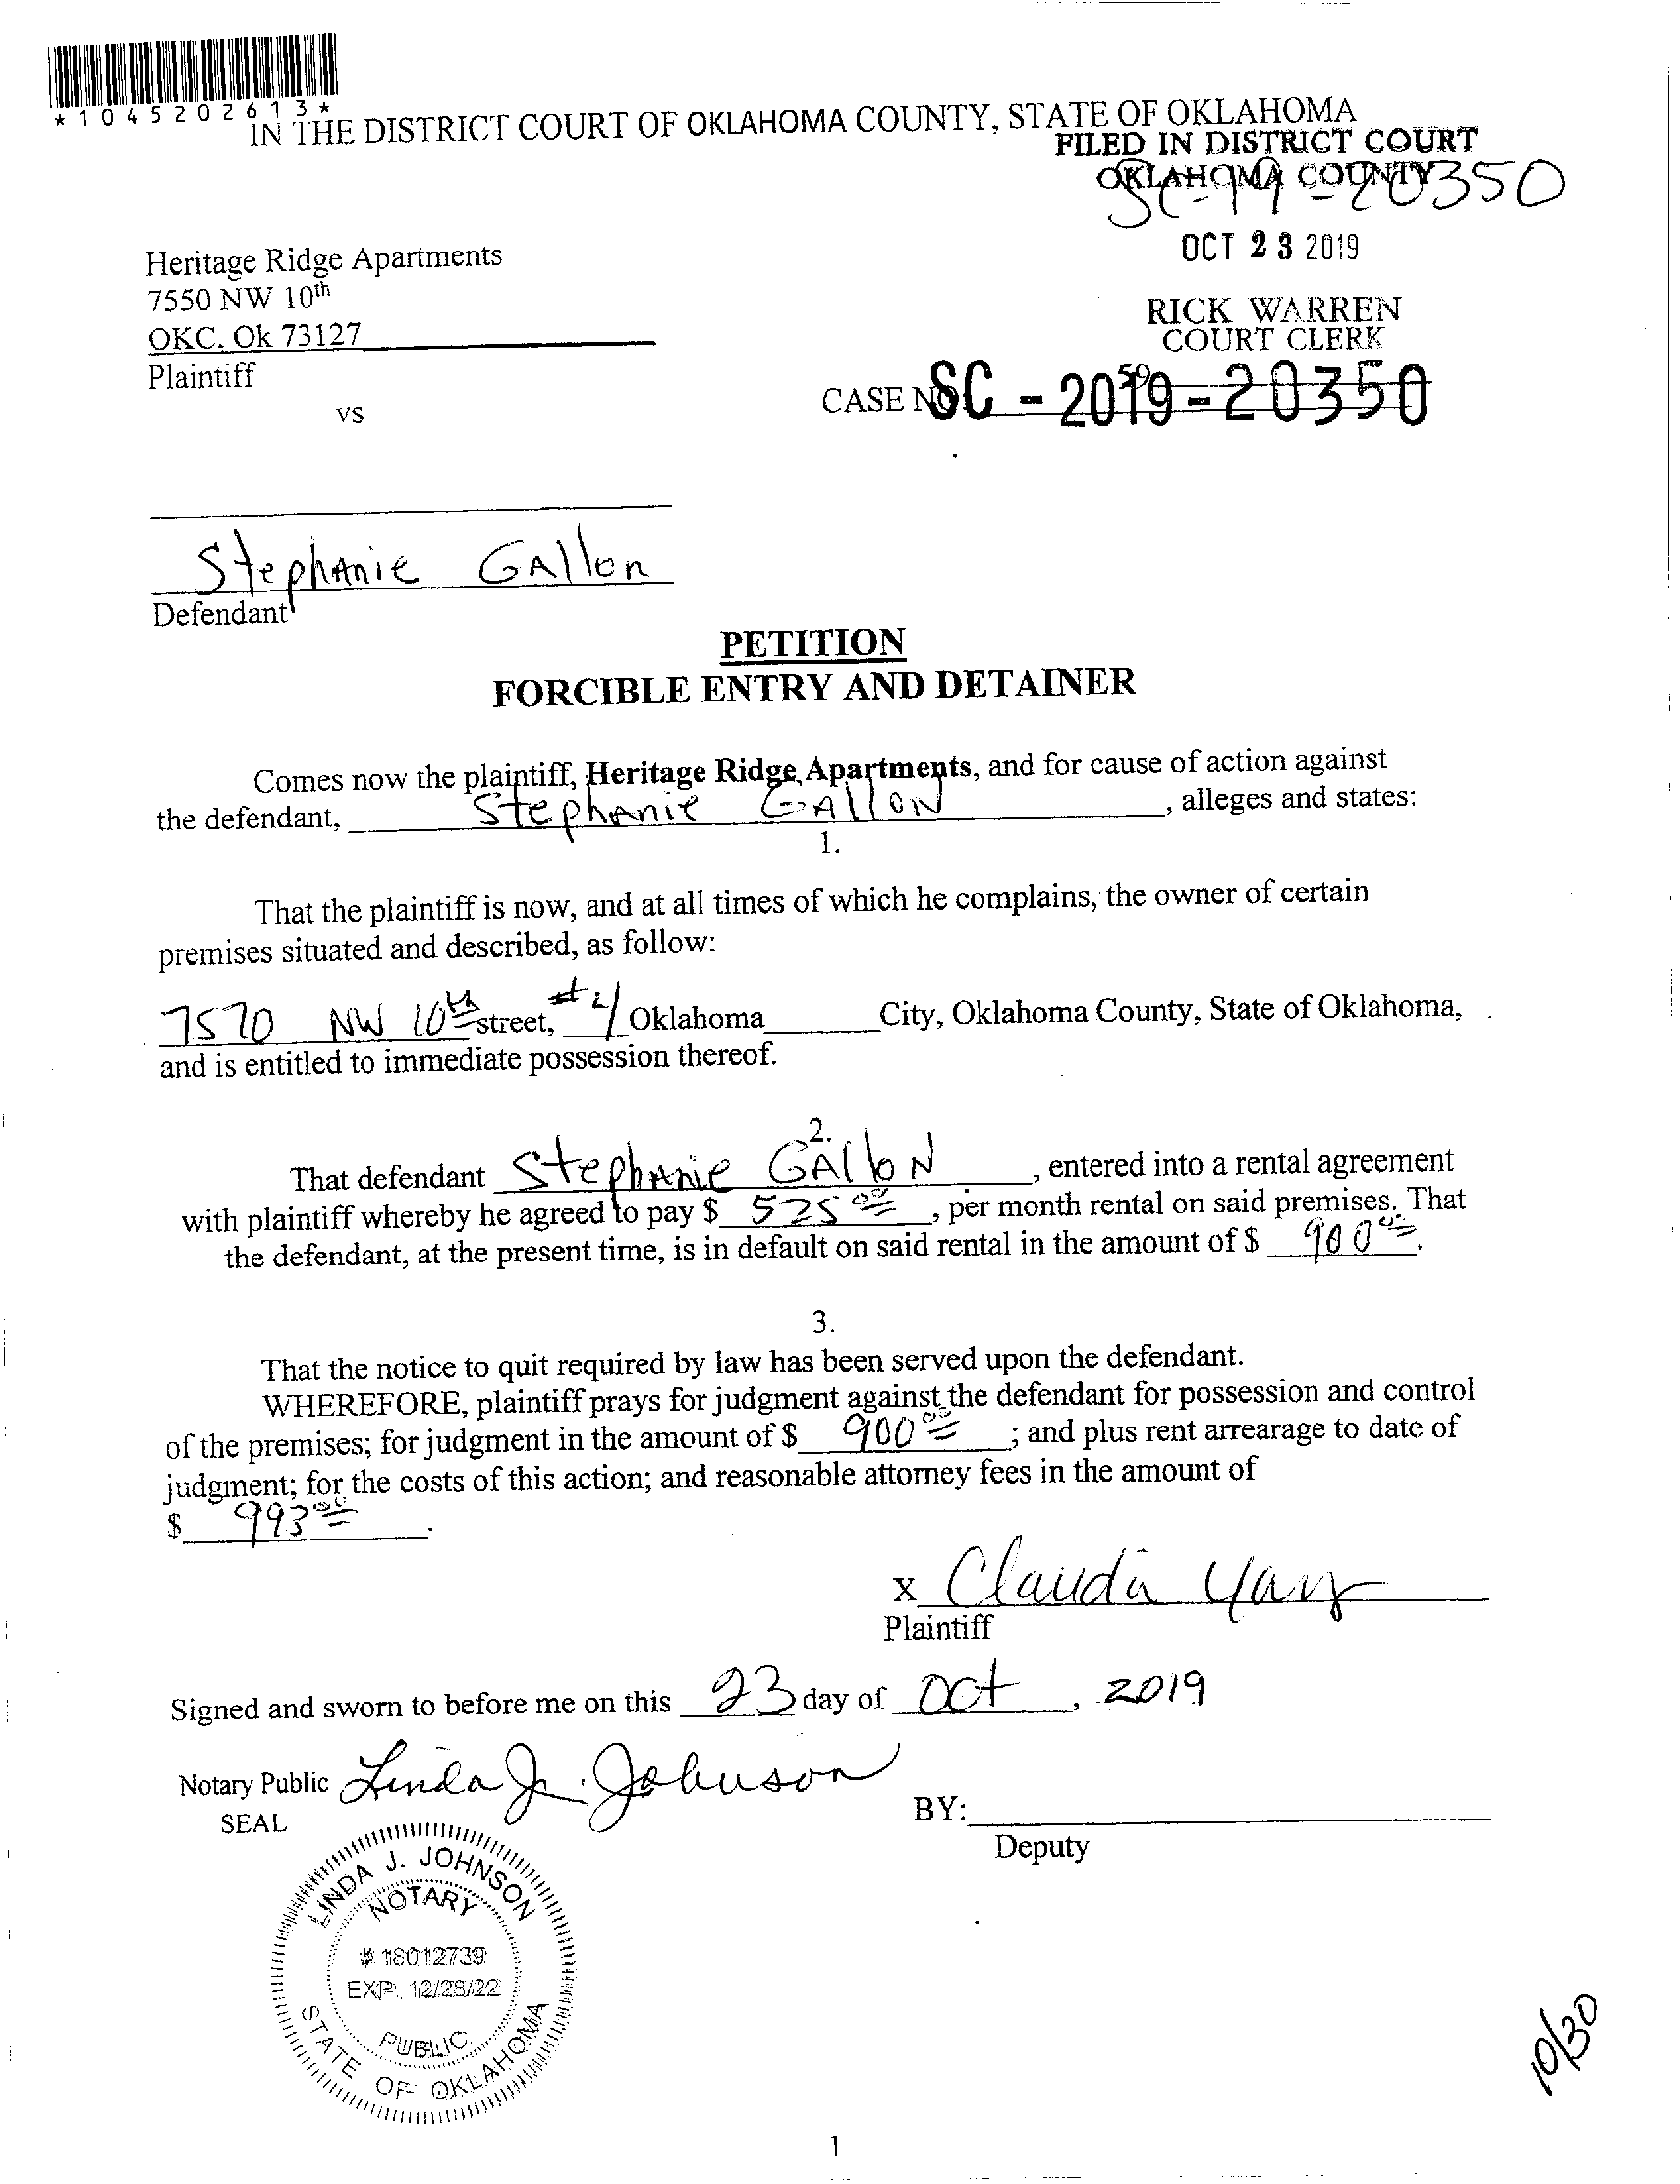 *1045202613*
IN THE DISTRICT COURT OF OKLAHOMA COUNTY, STATE OF OKLAHOMA
FILED IN DISTRICT COURT
OKLAHOMA COUNTY
SC-19-20350
OCT 23 2019
RICK WARREN
COURT CLERK
Heritage Ridge Apartments
7550 NW 10th
OKC. Ok 73127
Plaintiff
vs
CASE NO SC - 2019-20350
Stephanie Gallon
Defendant
PETITION
FORCIBLE ENTRY AND DETAINER
Comes now the plaintiff, Heritage Ridge Apartments, and for cause of action against
the defendant, Stephanie Gallon, alleges and states:
1.
That the plaintiff is now, and at all times of which he complains, the owner of certain
premises situated and described, as follow:
7570 NW 10th street, #4 Oklahoma City, Oklahoma County, State of Oklahoma,
and is entitled to immediate possession thereof.
2.
That defendant Stephanie Gallon, entered into a rental agreement
with plaintiff whereby he agreed to pay $ 525 00, per month rental on said premises. That
the defendant, at the present time, is in default on said rental in the amount of $ 900 00.
3.
That the notice to quit required by law has been served upon the defendant.
WHEREFORE, plaintiff prays for judgment against the defendant for possession and control
of the premises; for judgment in the amount of $ 900 00; and plus rent arrearage to date of
judgment; for the costs of this action; and reasonable attorney fees in the amount of
$ 993 00.
x Claudia
Plaintiff
Signed and sworn to before me on this 23 day of Oct, 2019
Notary Public Linda J. Johnson
SEAL
BY:
Deputy
LINDA J. JOHNSON
NOTARY
# 18012739
EXP. 12/28/22
PUBLIC
STATE OF OKLAHOMA
10/30
1